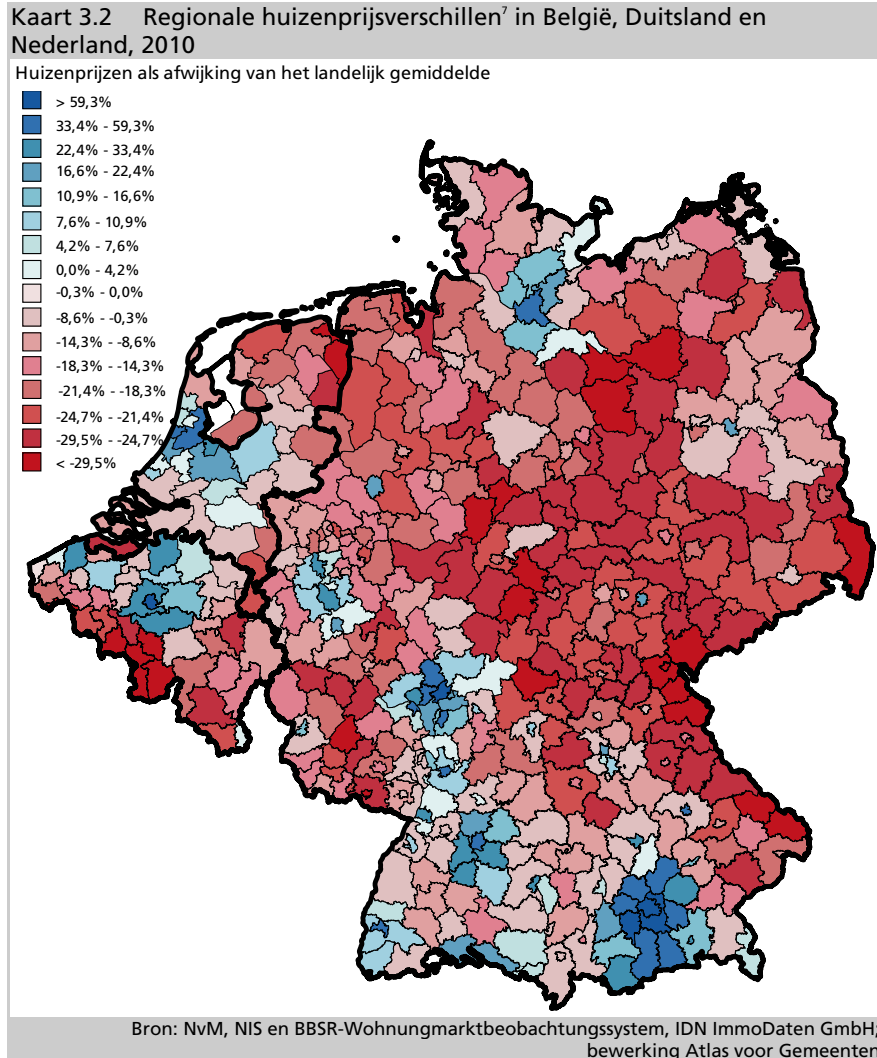 Kaart 3.2 Regionale huizenprijsverschillen⁷ in België, Duitsland en
Nederland, 2010
Huizenprijzen als afwijking van het landelijk gemiddelde
> 59,3%
33,4% - 59,3%
22,4% - 33,4%
16,6% - 22,4%
10,9% - 16,6%
7,6% - 10,9%
4,2% - 7,6%
0,0% - 4,2%
-0,3% - 0,0%
-8,6% - -0,3%
-14,3% - -8,6%
-18,3% - -14,3%
-21,4% - -18,3%
-24,7% - -21,4%
-29,5% - -24,7%
< -29,5%
Bron: NvM, NIS en BBSR-Wohnungmarktbeobachtungssystem, IDN ImmoDaten GmbH;
bewerking Atlas voor Gemeenten